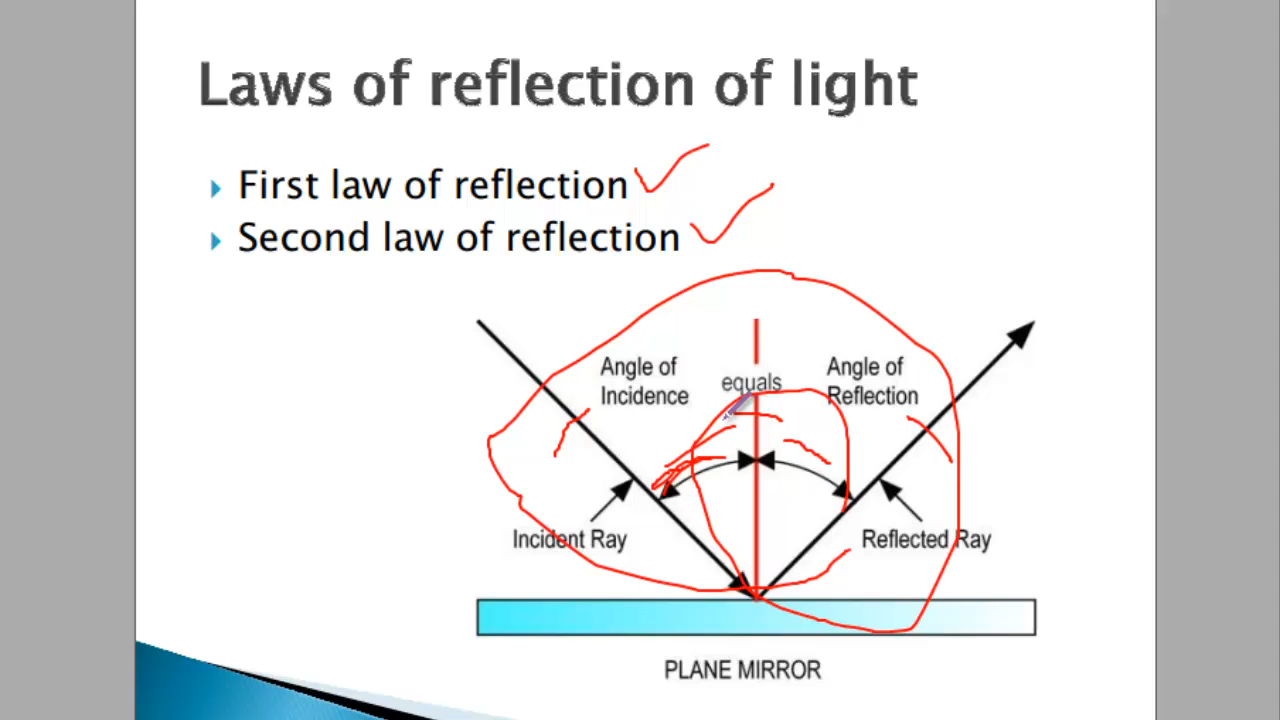 Laws of reflection of light
First law of reflection
Second law of reflection
Angle of
Incidence
equals
Angle of
Reflection
Incident Ray
Reflected Ray
PLANE MIRROR